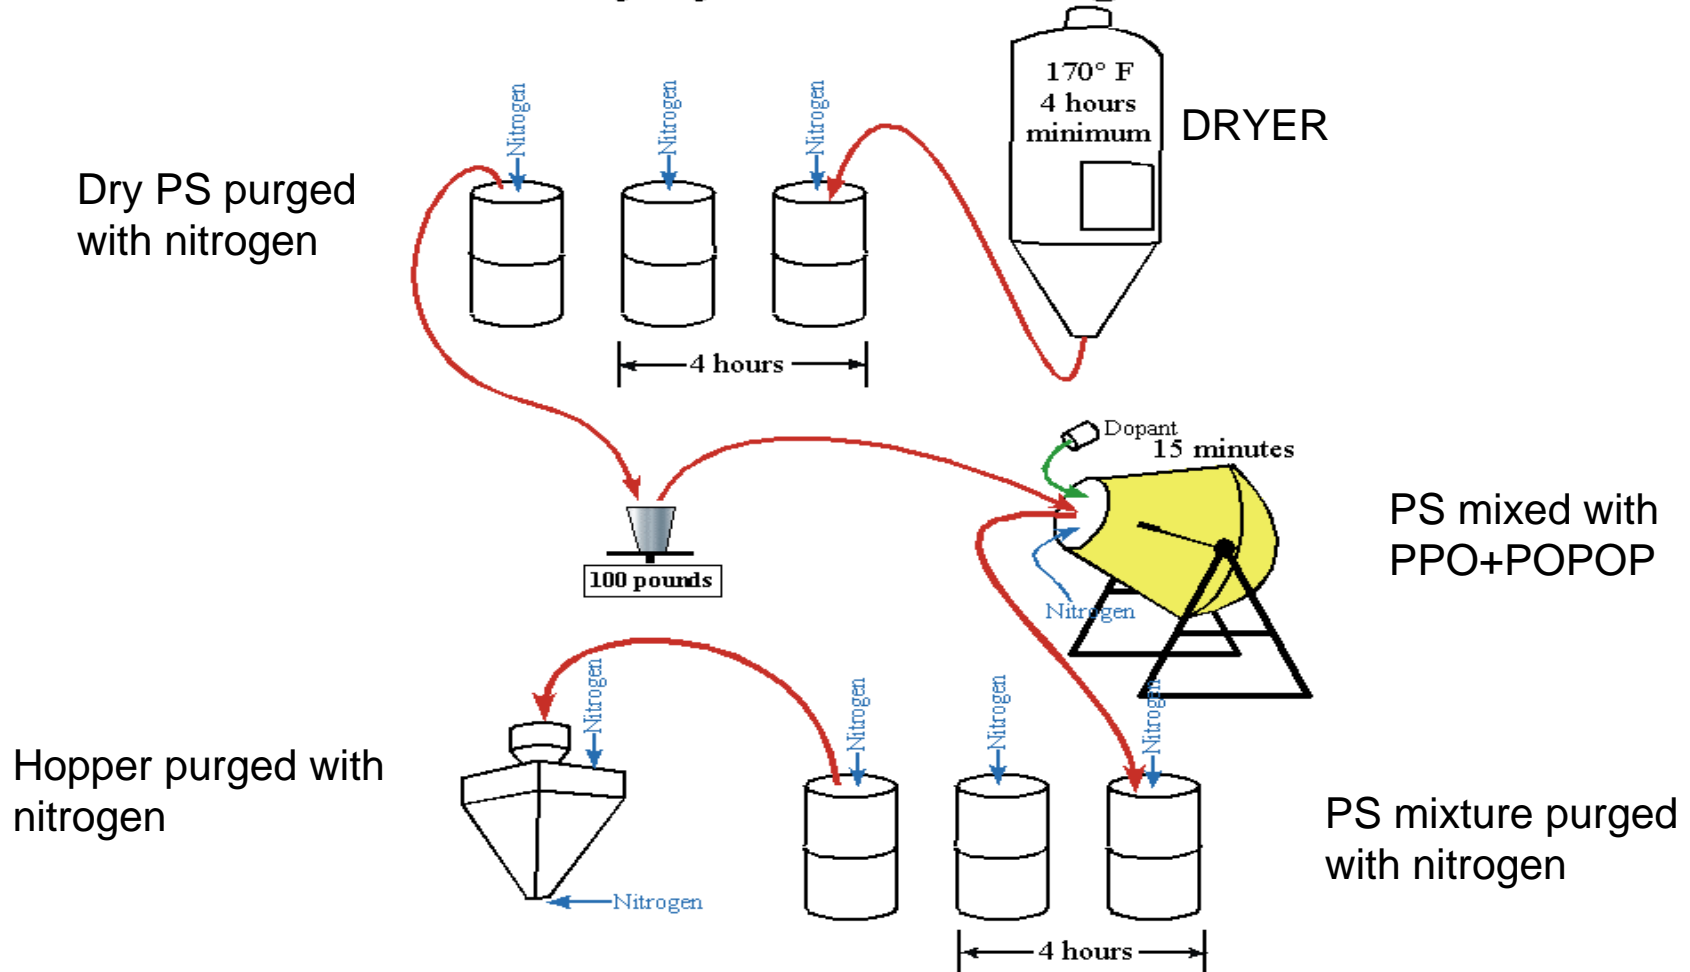 Nitrogen
Nitrogen
Nitrogen
170° F
4 hours
minimum
DRYER
Dry PS purged
with nitrogen
4 hours
Dopant
15 minutes
100 pounds
Nitrogen
PS mixed with
PPO+POPOP
Nitrogen
Nitrogen
Nitrogen
Nitrogen
Hopper purged with
nitrogen
Nitrogen
PS mixture purged
with nitrogen
4 hours